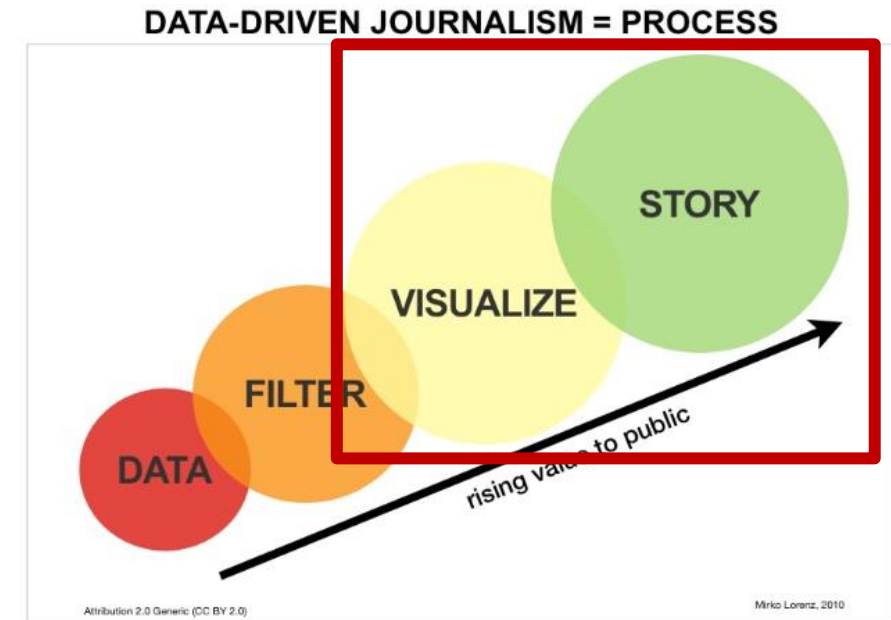 DATA-DRIVEN JOURNALISM = PROCESS
STORY
VISUALIZE
FILTER
DATA
rising value to public
Attribution 2.0 Generic (CC BY 2.0)
Mirko Lorenz, 2010